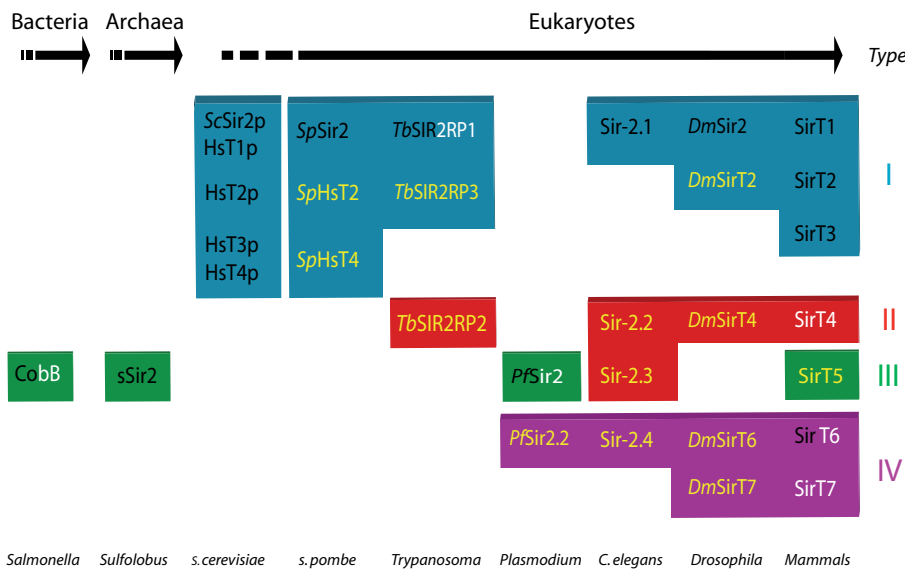 Bacteria Archaea Eukaryotes
Type
ScSir2p SpSir2 TbSIR2RP1 Sir-2.1 DmSir2 SirT1
HsT1p
HsT2p SpHsT2 TbSIR2RP3 DmSirT2 SirT2 I
HsT3p SpHsT4 SirT3
HsT4p
TbSIR2RP2 Sir-2.2 DmSirT4 SirT4 II
CobB sSir2 PfSir2 Sir-2.3 SirT5 III
PfSir2.2 Sir-2.4 DmSirT6 Sir T6
DmSirT7 SirT7 IV
Salmonella Sulfolobus s.cerevisiae s.pombe Trypanosoma Plasmodium C.elegans Drosophila Mammals